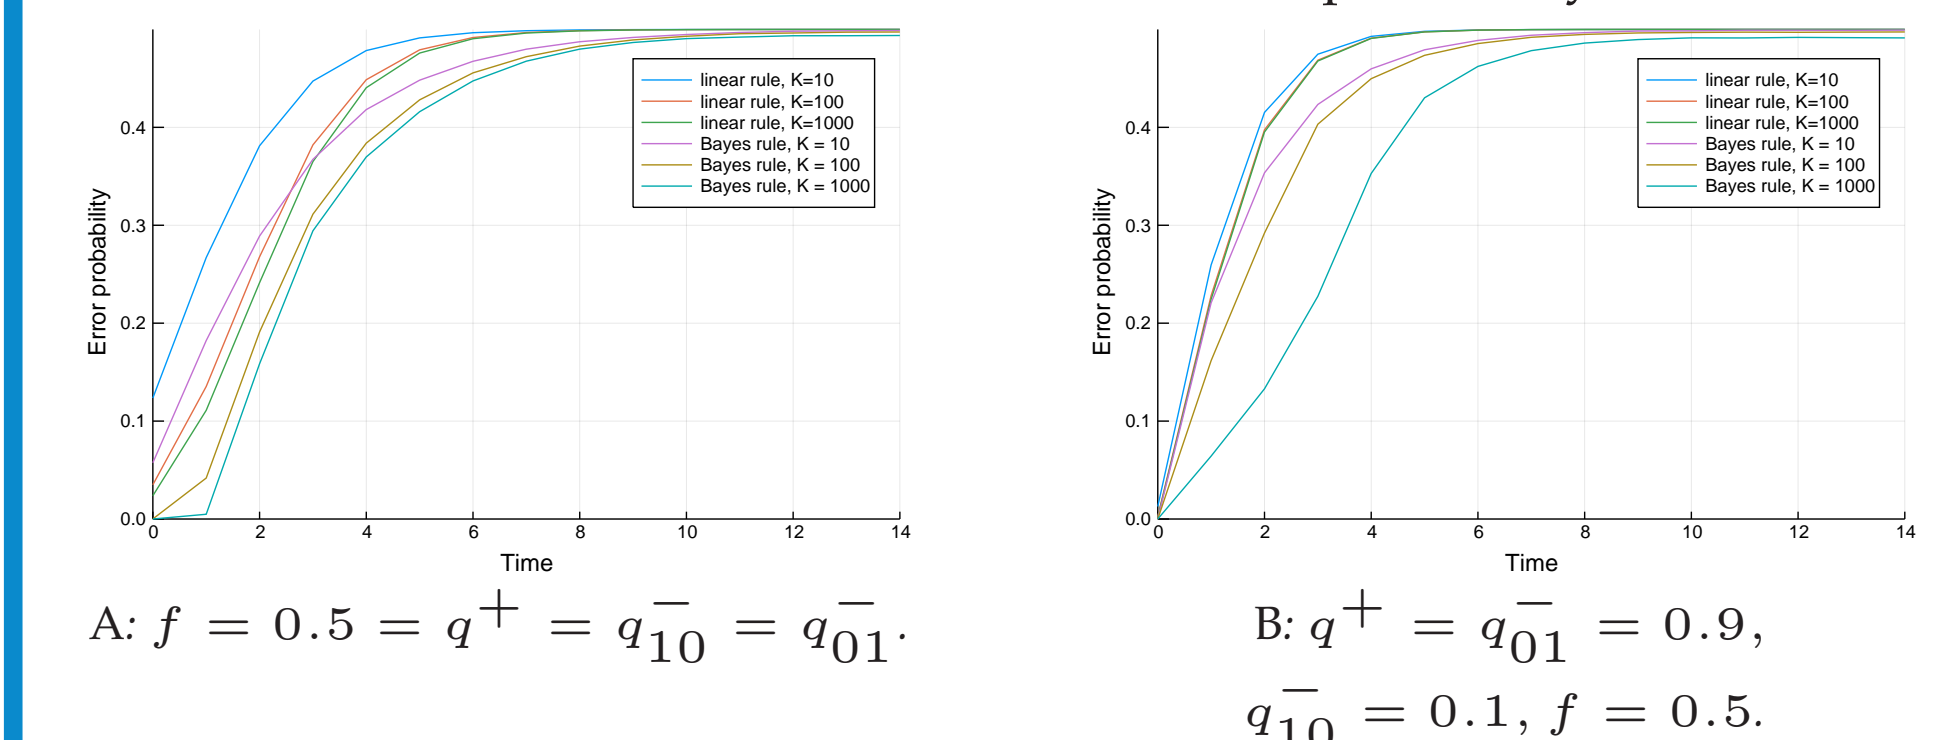 0.4
0.3
0.2
0.1
0.0
0 2 4 6 8 10 12 14
Error probability
Time
linear rule, K=10
linear rule, K=100
linear rule, K=1000
Bayes rule, K = 10
Bayes rule, K = 100
Bayes rule, K = 1000
A: f = 0.5 = q^+ = q^-_{10} = q^-_{01}.
0.4
0.3
0.2
0.1
0.0
0 2 4 6 8 10 12 14
Error probability
Time
linear rule, K=10
linear rule, K=100
linear rule, K=1000
Bayes rule, K = 10
Bayes rule, K = 100
Bayes rule, K = 1000
B: q^+ = q^-_{01} = 0.9,
q^-_{10} = 0.1, f = 0.5.